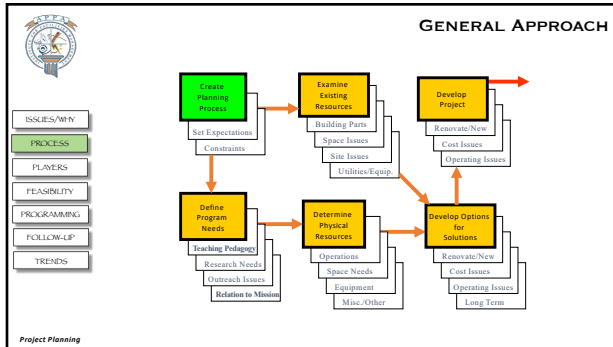 APPA
GENERAL APPROACH
ISSUES/WHY
PROCESS
PLAYERS
FEASIBILITY
PROGRAMMING
FOLLOW-UP
TRENDS
Create
Planning
Process
Set Expectations
Constraints
Examine
Existing
Resources
Building Parts
Space Issues
Site Issues
Utilities/Equip.
Develop
Project
Renovate/New
Cost Issues
Operating Issues
Define
Program
Needs
Teaching Pedagogy
Research Needs
Outreach Issues
Relation to Mission
Determine
Physical
Resources
Operations
Space Needs
Equipment
Misc./Other
Develop Options
for
Solutions
Renovate/New
Cost Issues
Operating Issues
Long Term
Project Planning